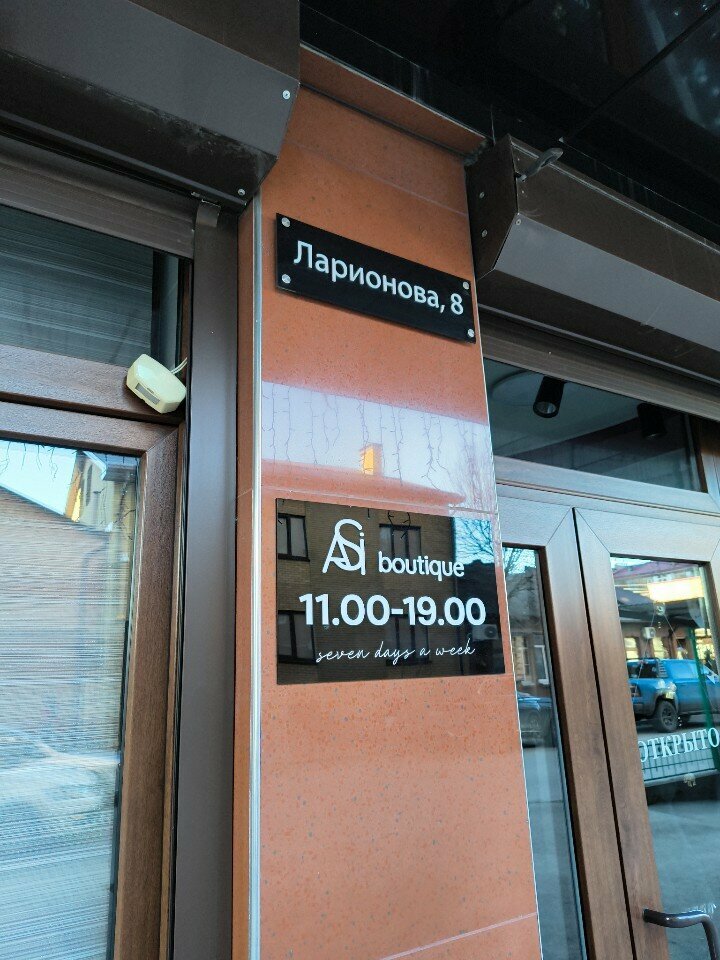 Ларионова, 8
ASi boutique
11.00-19.00
seven days a week
ОТКРЫТО